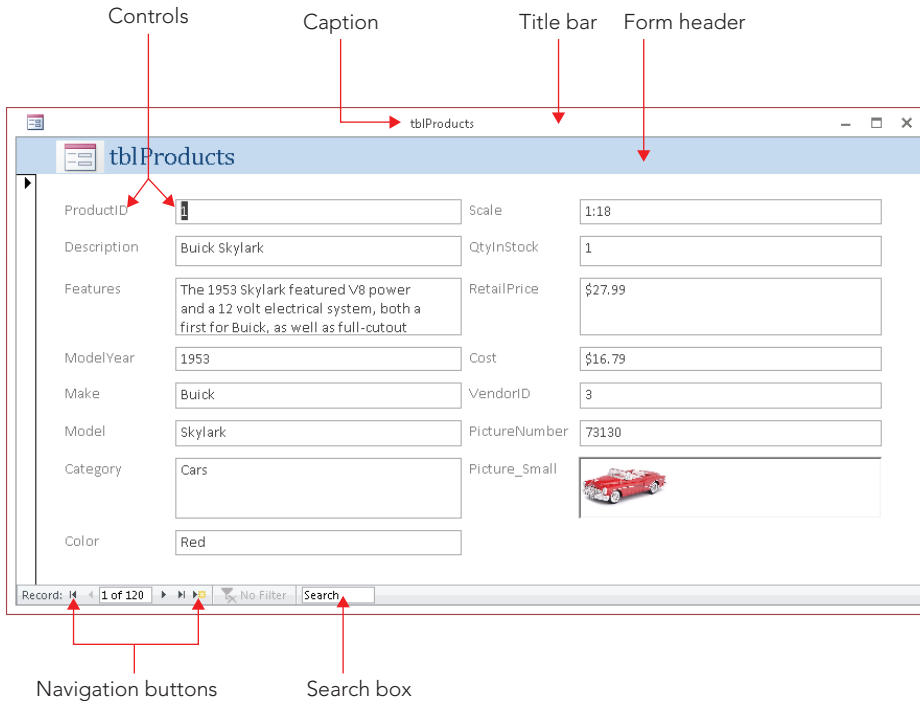 Controls
Caption
Title bar
Form header
tblProducts
tblProducts
ProductID
1
Scale
1:18
Description
Buick Skylark
QtyInStock
1
Features
The 1953 Skylark featured V8 power
and a 12 volt electrical system, both a
first for Buick, as well as full-cutout
RetailPrice
$27.99
ModelYear
1953
Cost
$16.79
Make
Buick
VendorID
3
Model
Skylark
PictureNumber
73130
Category
Cars
Picture_Small
Color
Red
Record:
1 of 120
No Filter
Search
Navigation buttons
Search box